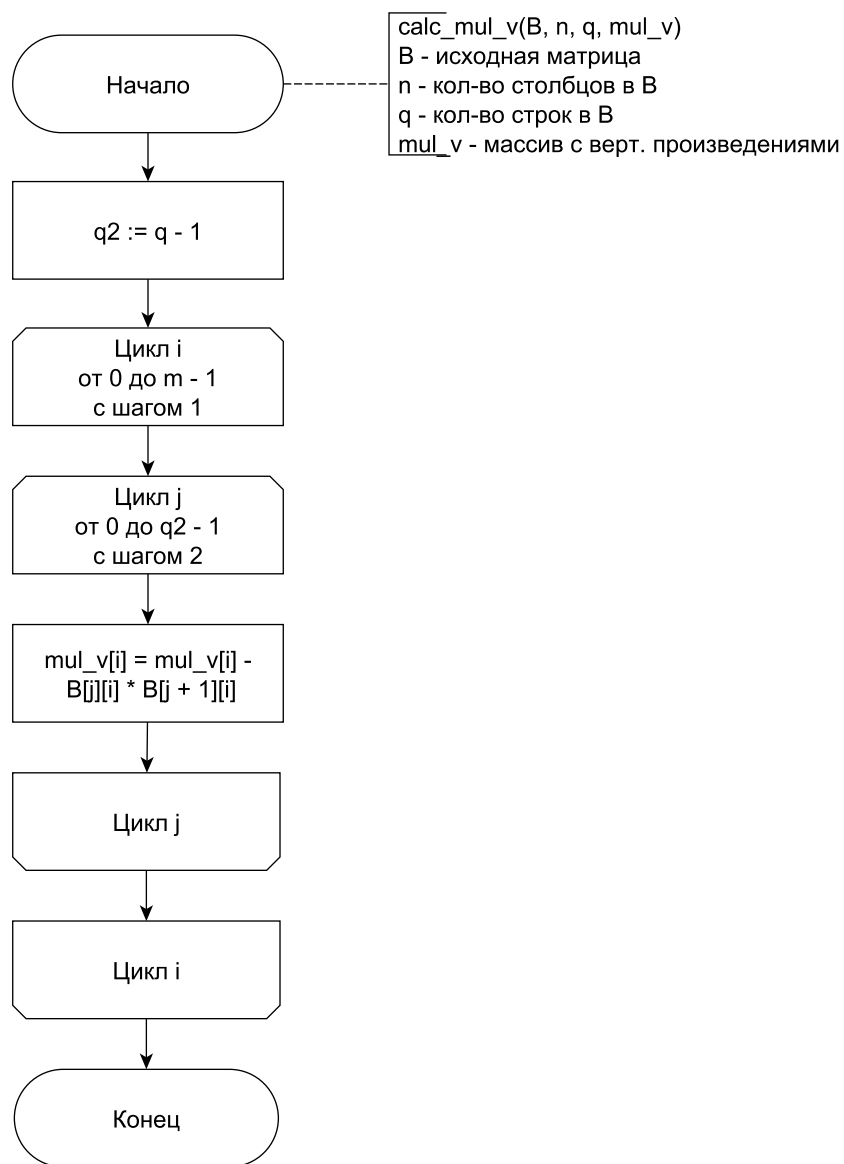 calc_mul_v(B, n, q, mul_v)
B - исходная матрица
n - кол-во столбцов в B
q - кол-во строк в B
mul_v - массив с верт. произведениями
Начало
q2 := q - 1
Цикл i
от 0 до m - 1
с шагом 1
Цикл j
от 0 до q2 - 1
с шагом 2
mul_v[i] = mul_v[i] -
B[j][i] * B[j + 1][i]
Цикл j
Цикл i
Конец